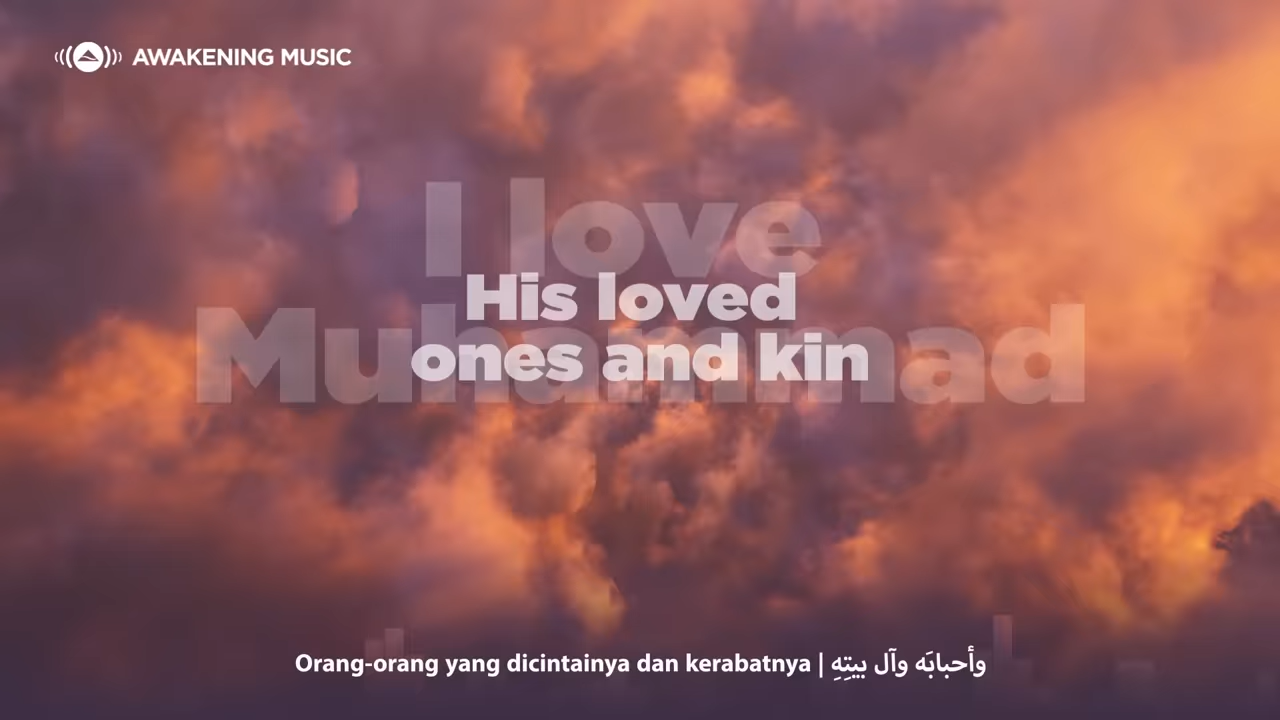 AWAKENING MUSIC
I love
Muhammad
His loved
ones and kin
Orang-orang yang dicintainya dan kerabatnya | وأحبابَه وآل بيتِهِ